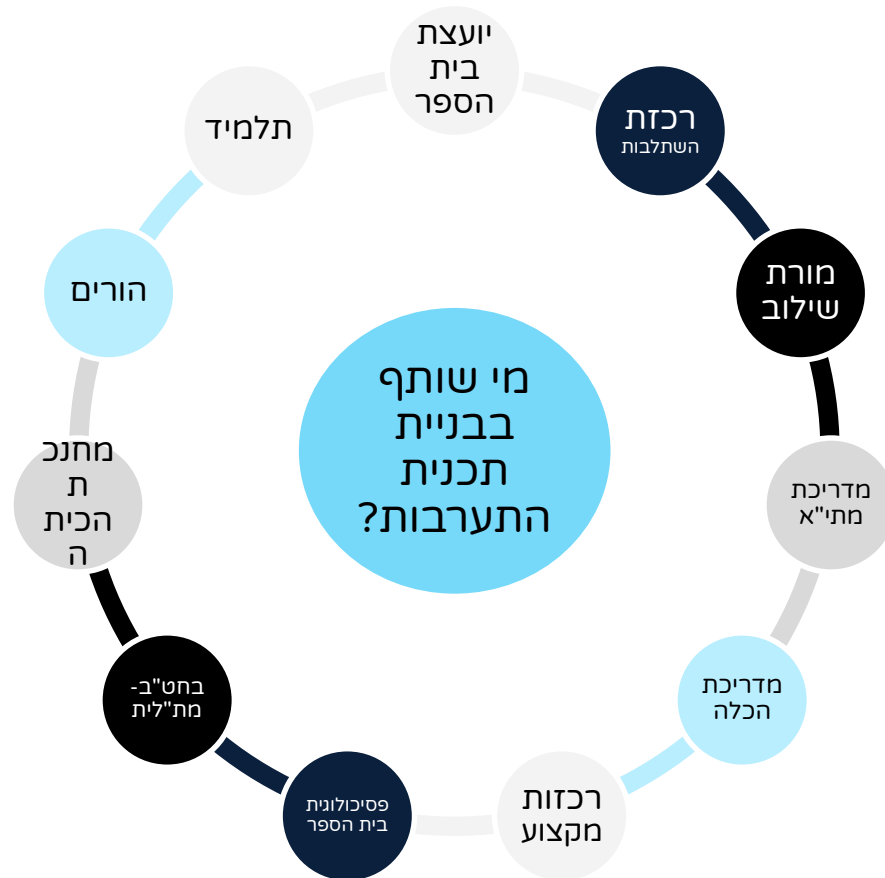 יועצת
בית
הספר
רכזת
השתלבות
מורת
שילוב
מדריכת
מתי"א
מדריכת
הכלה
רכזות
מקצוע
פסיכולוגית
בית הספר
בחט"ב-
מת"לית
מחנכ
ת
הכית
ה
הורים
תלמיד
מי שותף
בבניית
תכנית
התערבות?